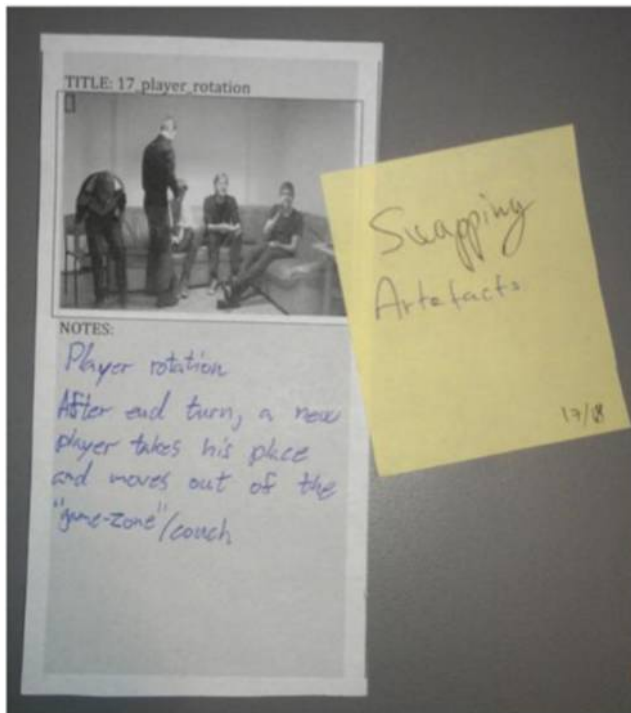 TITLE: 17_player_rotation
NOTES:
Player rotation
After end turn, a new
player takes his place
and moves out of the
"game-zone"/couch
Swapping
Artefacts
17/18